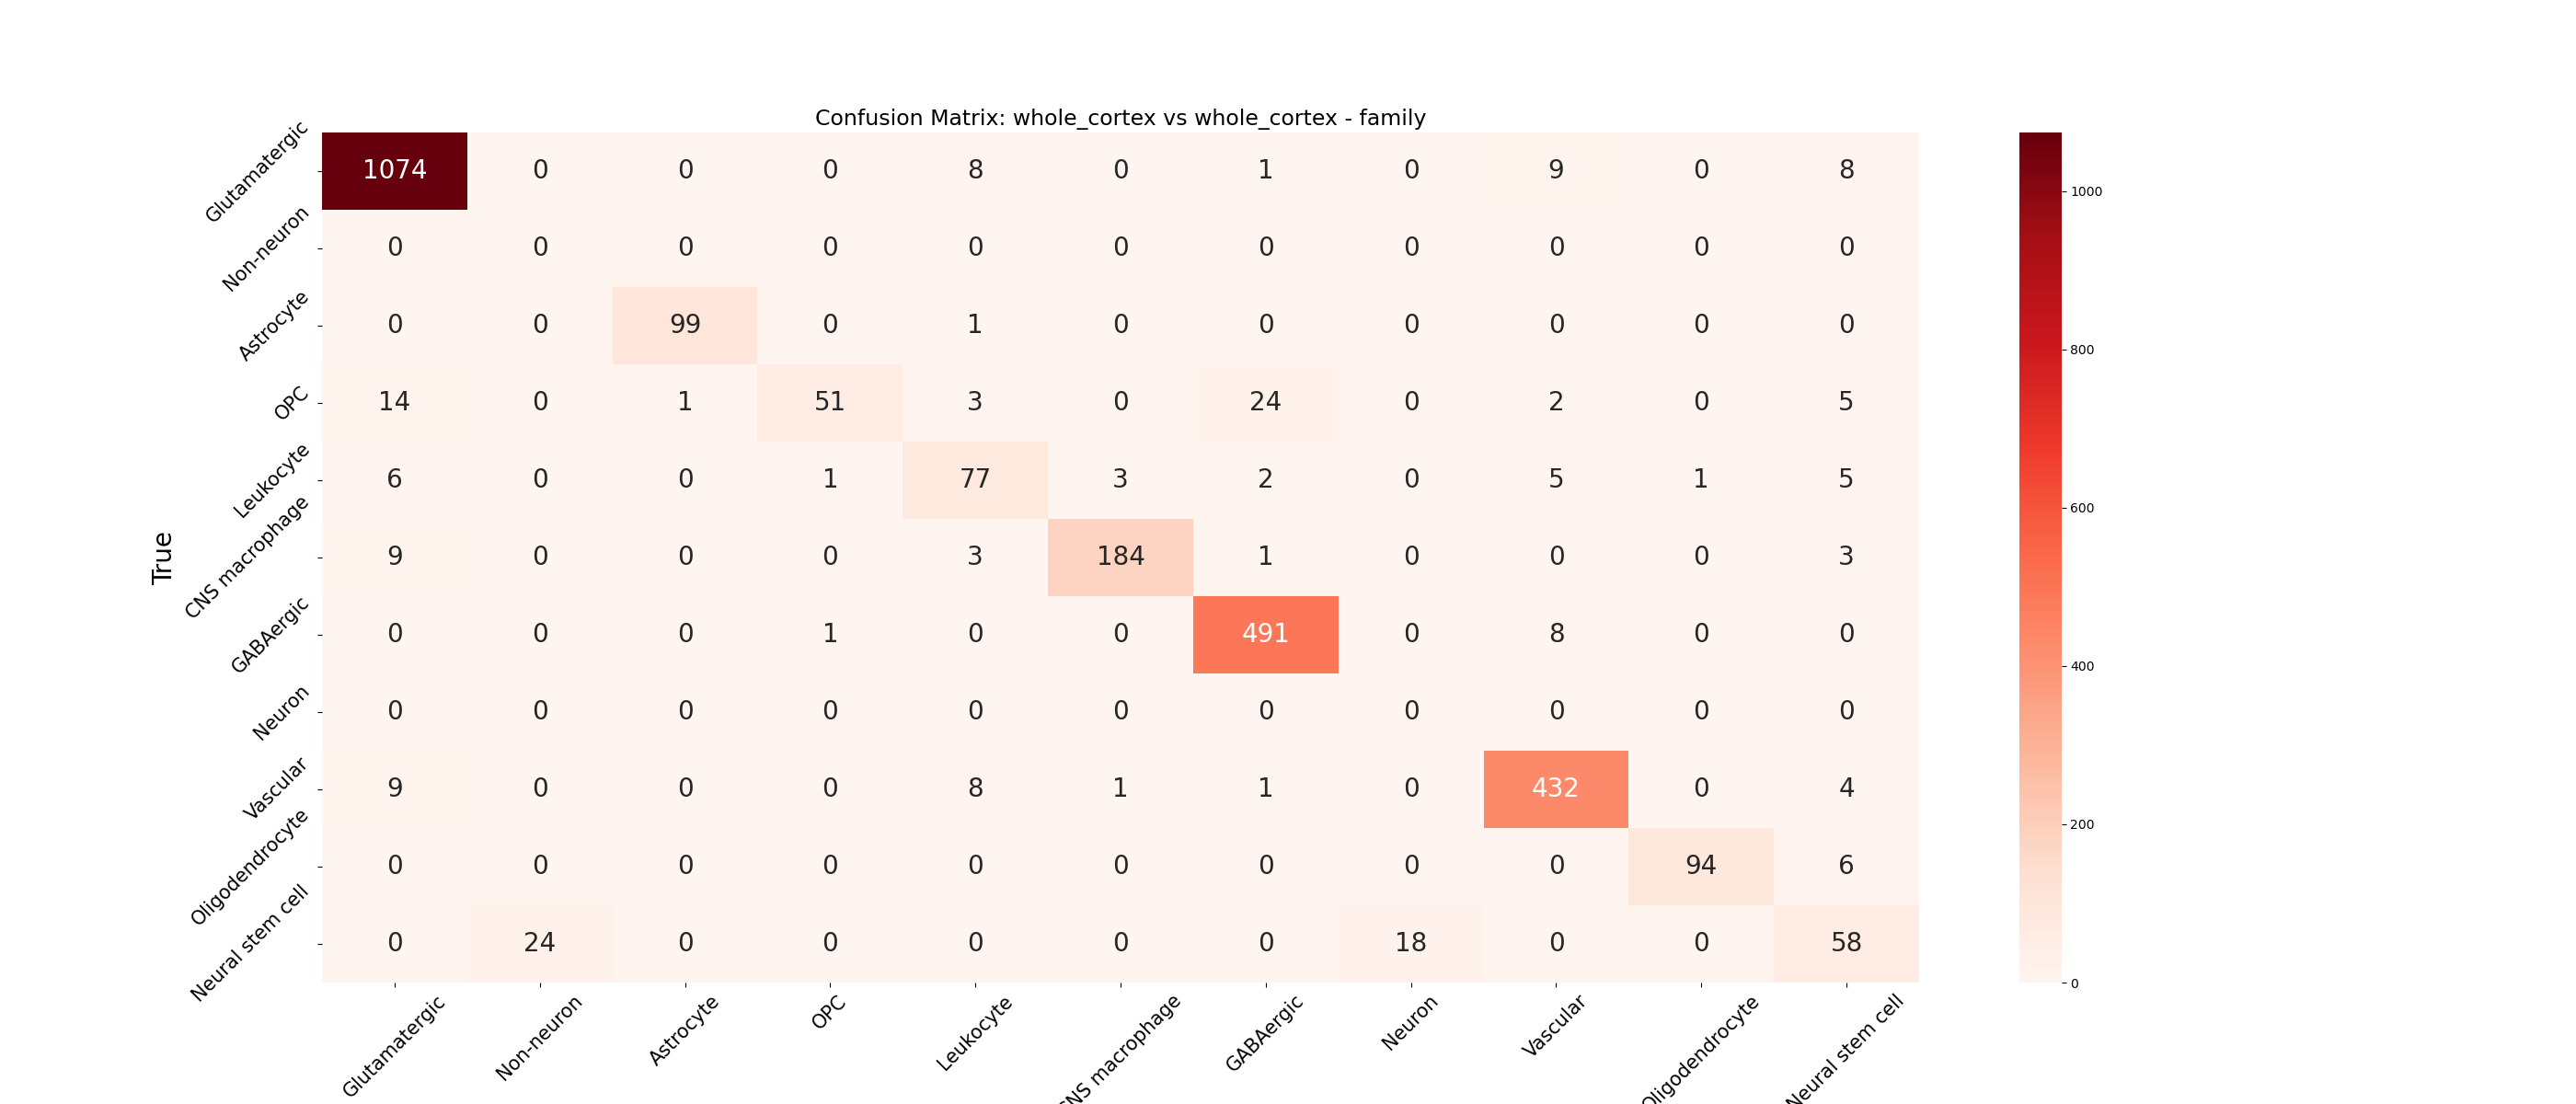 Confusion Matrix: whole_cortex vs whole_cortex - family
Glutamatergic 1074 0 0 0 8 0 1 0 9 0 8
Non-neuron 0 0 0 0 0 0 0 0 0 0 0
Astrocyte 0 0 99 0 1 0 0 0 0 0 0
OPC 14 0 1 51 3 0 24 0 2 0 5
Leukocyte 6 0 0 1 77 3 2 0 5 1 5
CNS macrophage 9 0 0 0 3 184 1 0 0 0 3
GABAergic 0 0 0 1 0 0 491 0 8 0 0
Neuron 0 0 0 0 0 0 0 0 0 0 0
Vascular 9 0 0 0 8 1 1 0 432 0 4
Oligodendrocyte 0 0 0 0 0 0 0 0 0 94 6
Neural stem cell 0 24 0 0 0 0 0 18 0 0 58
True
Glutamatergic Non-neuron Astrocyte OPC Leukocyte CNS macrophage GABAergic Neuron Vascular Oligodendrocyte Neural stem cell
1000
800
600
400
200
0